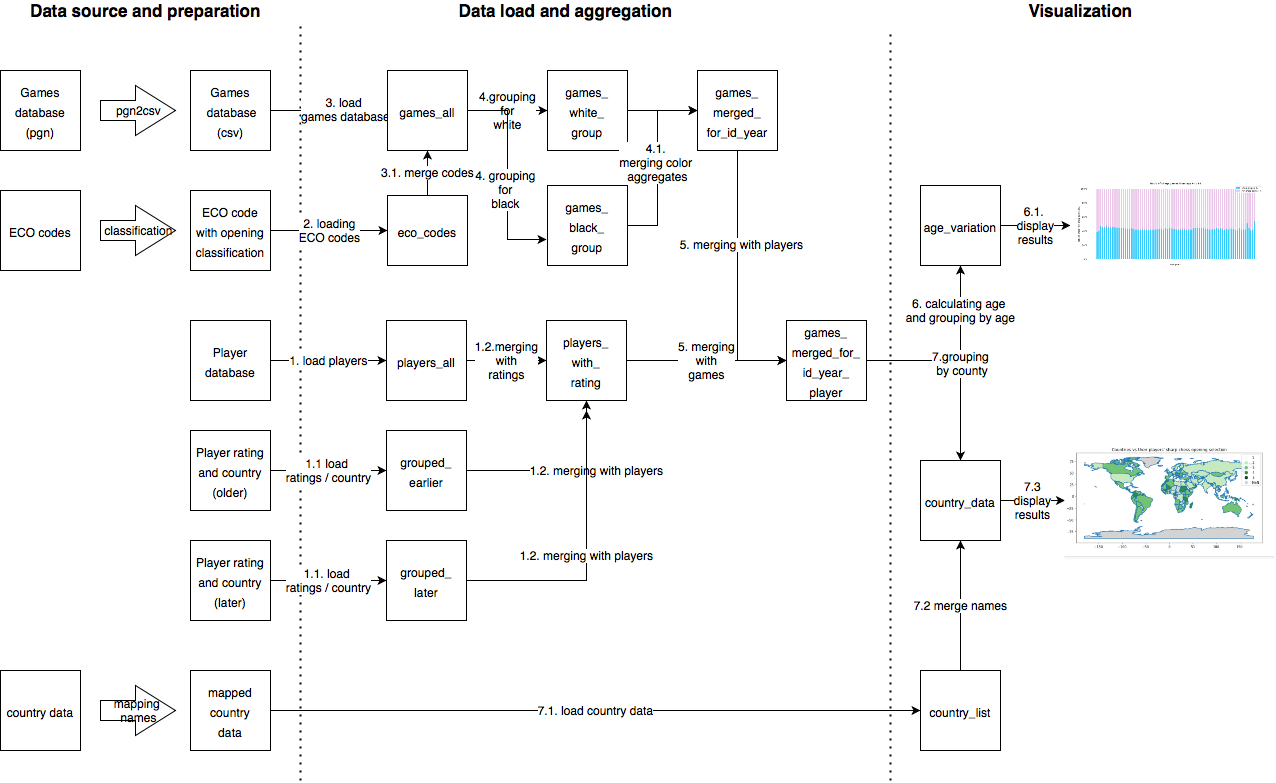 Data source and preparation
Data load and aggregation
Visualization
Games
database
(pgn)
pgn2csv
Games
database
(csv)
3. load
games database
games_all
4.grouping
for
white
games_
white_
group
games_
merged_
for_id_year
4.1.
merging color
aggregates
3.1. merge codes
4. grouping
for
black
ECO codes
classification
ECO code
with opening
classification
2. loading
ECO codes
eco_codes
games_
black_
group
5. merging with players
age_variation
6.1.
display
results
6. calculating age
and grouping by age
Player
database
1. load players
players_all
1.2.merging
with
ratings
players_
with_
rating
5. merging
with
games
games_
merged_for_
id_year_
player
7.grouping
by county
Player rating
and country
(older)
1.1 load
ratings / country
grouped_
earlier
1.2. merging with players
Countries vs their players' sharp chess opening selection
country_data
7.3
display
results
Player rating
and country
(later)
1.1. load
ratings / country
grouped_
later
1.2. merging with players
7.2 merge names
country data
mapping
names
mapped
country
data
7.1. load country data
country_list